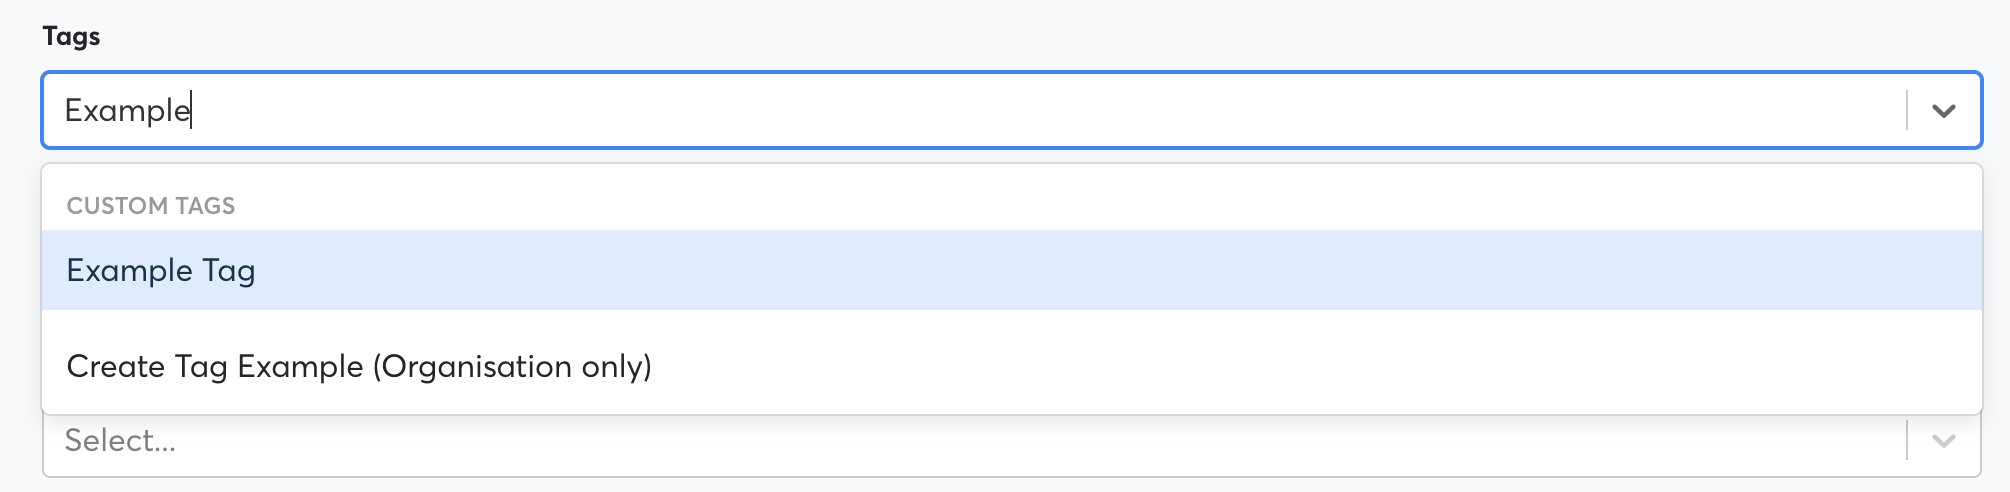 Tags
Example
CUSTOM TAGS
Example Tag
Create Tag Example (Organisation only)
Select...